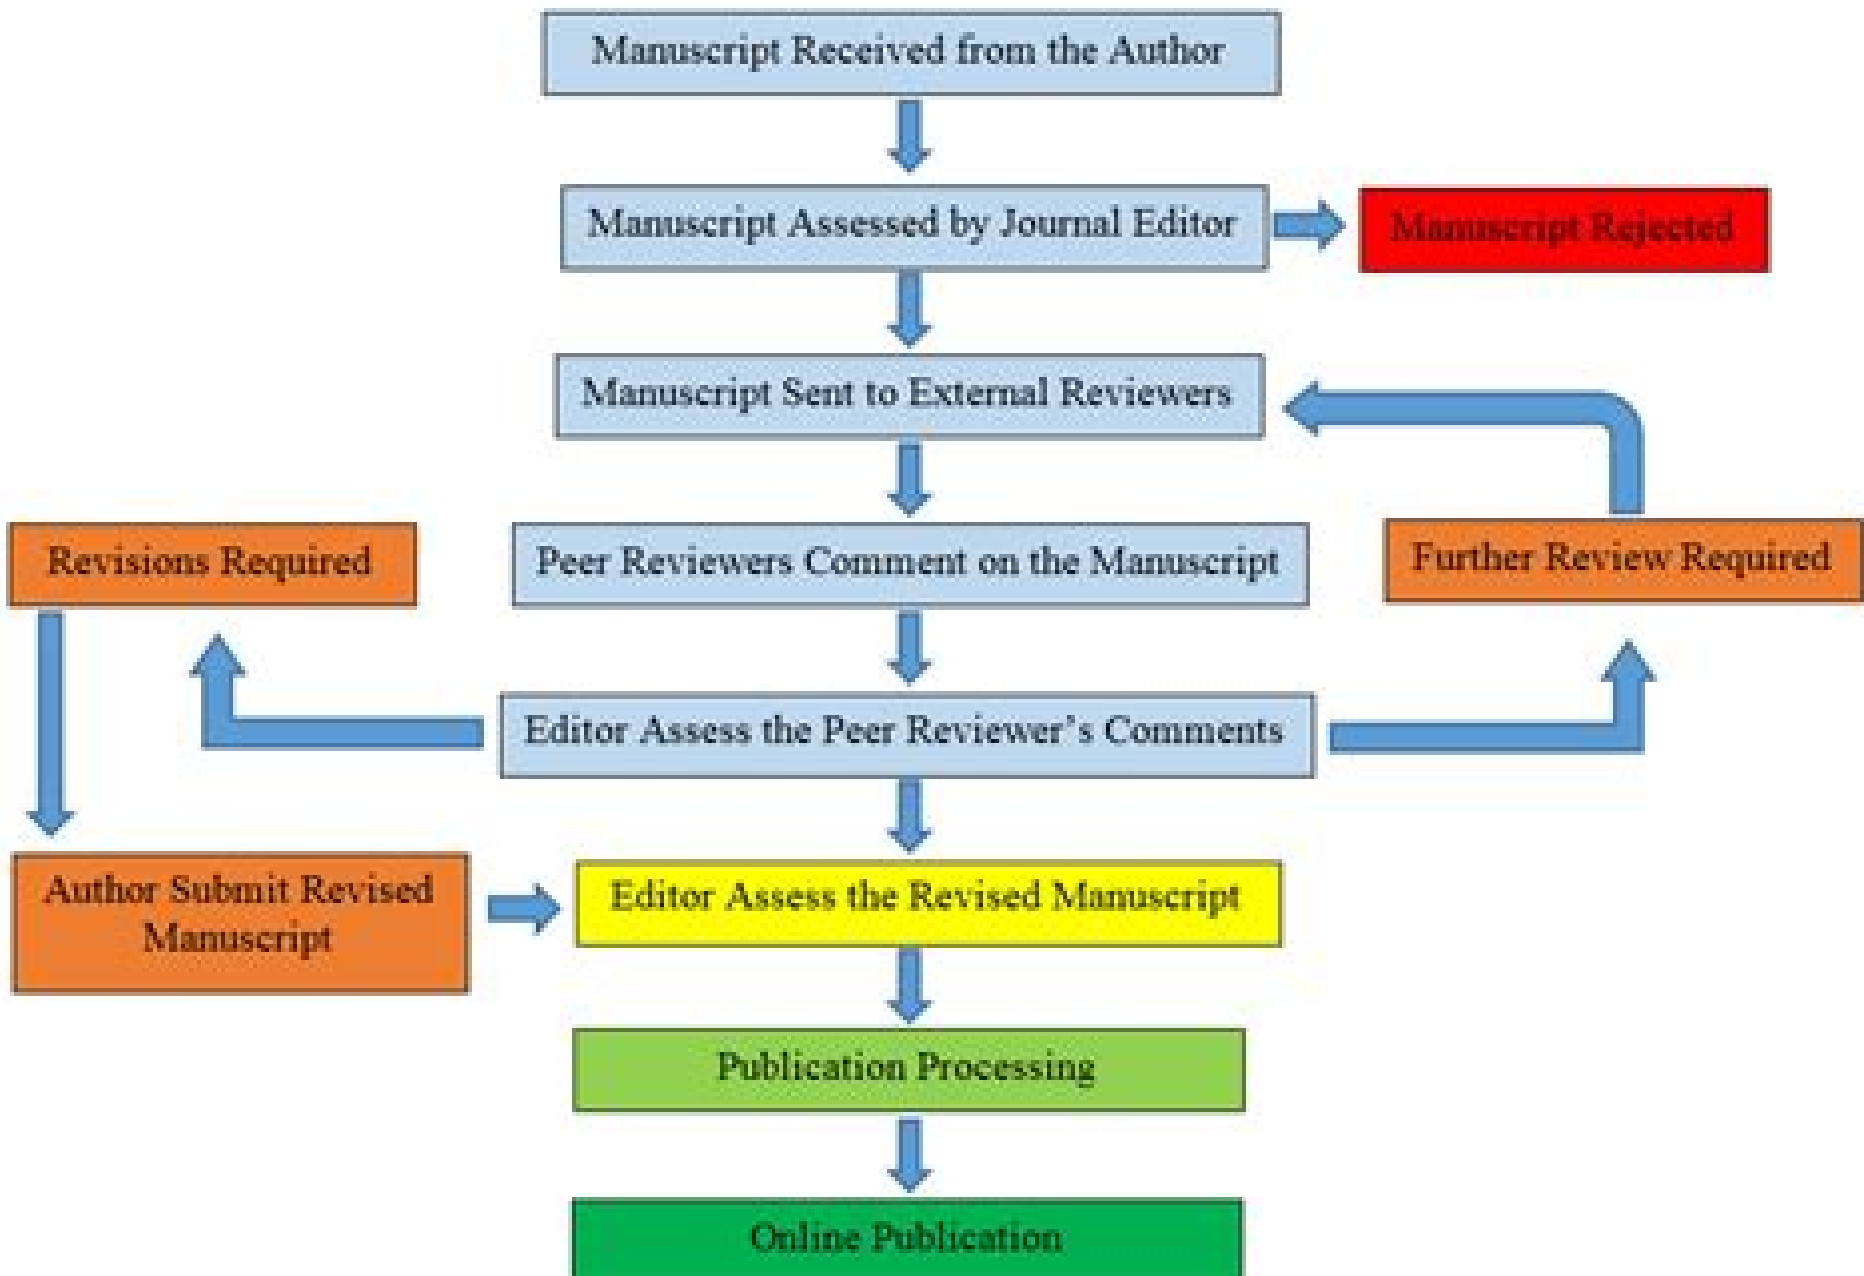 Manuscript Received from the Author
Manuscript Assessed by Journal Editor
Manuscript Rejected
Manuscript Sent to External Reviewers
Revisions Required
Peer Reviewers Comment on the Manuscript
Further Review Required
Editor Assess the Peer Reviewer's Comments
Author Submit Revised
Manuscript
Editor Assess the Revised Manuscript
Publication Processing
Online Publication